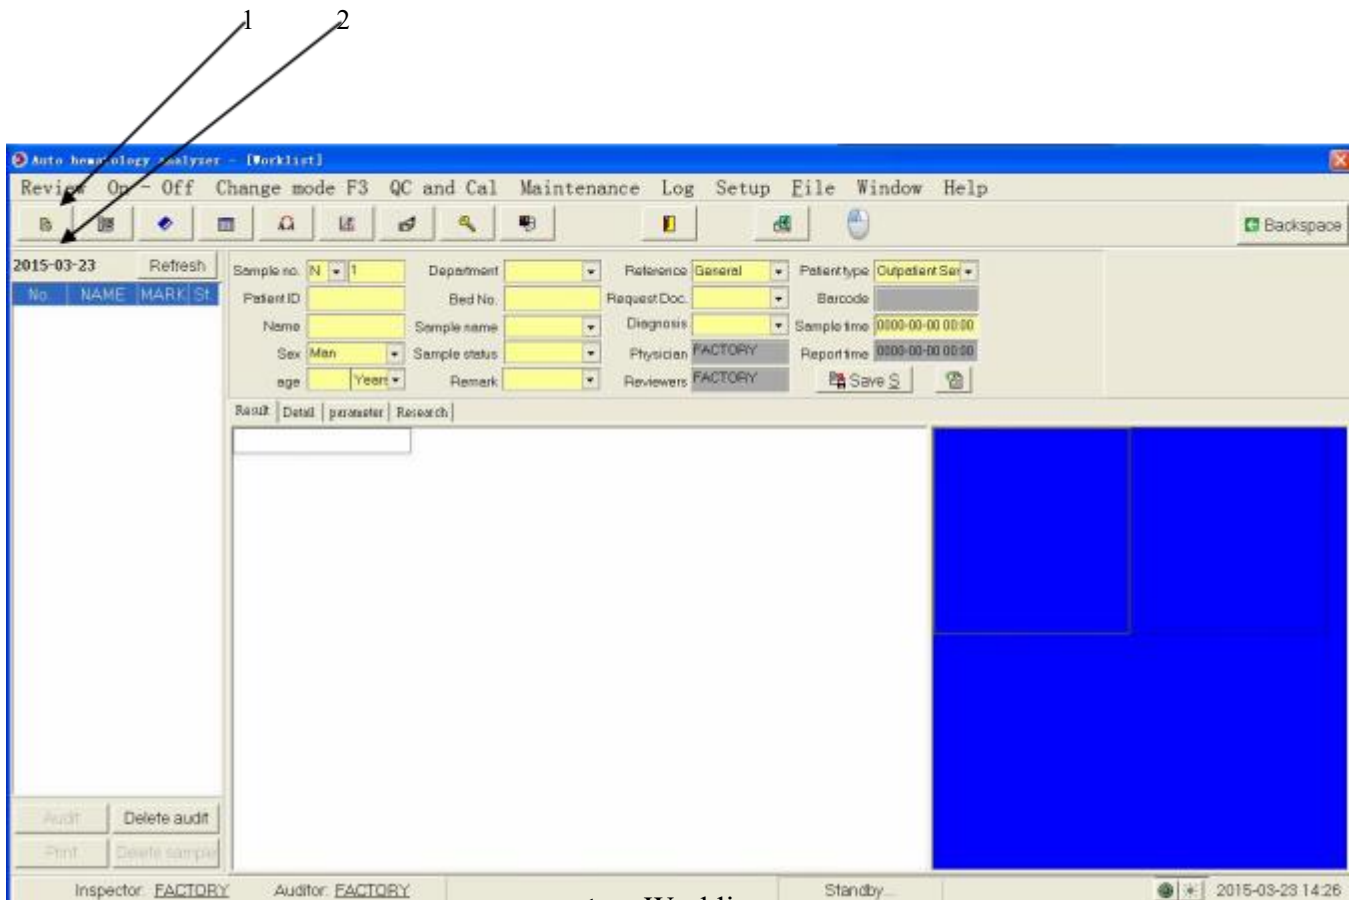 1 2
Auto hematology analyzer - [Worklist]
Review On - Off Change mode F3 QC and Cal Maintenance Log Setup File Window Help
Backspace
2015-03-23 Refresh
No. NAME MARK St.
Sample no. N 1 Department Reference General Patient type Outpatient Ser
Patient ID Bed No. Request Doc. Barcode
Name Sample name Diagnosis Sample time 0000-00-00 00:00
Sex Man Sample status Physician FACTORY Report time 0000-00-00 00:00
age Years Remark Reviewers FACTORY Save S
Result Detail parameter Research
Audit Delete audit
Print Delete sample
Inspector: FACTORY Auditor: FACTORY Standby... 2015-03-23 14:26